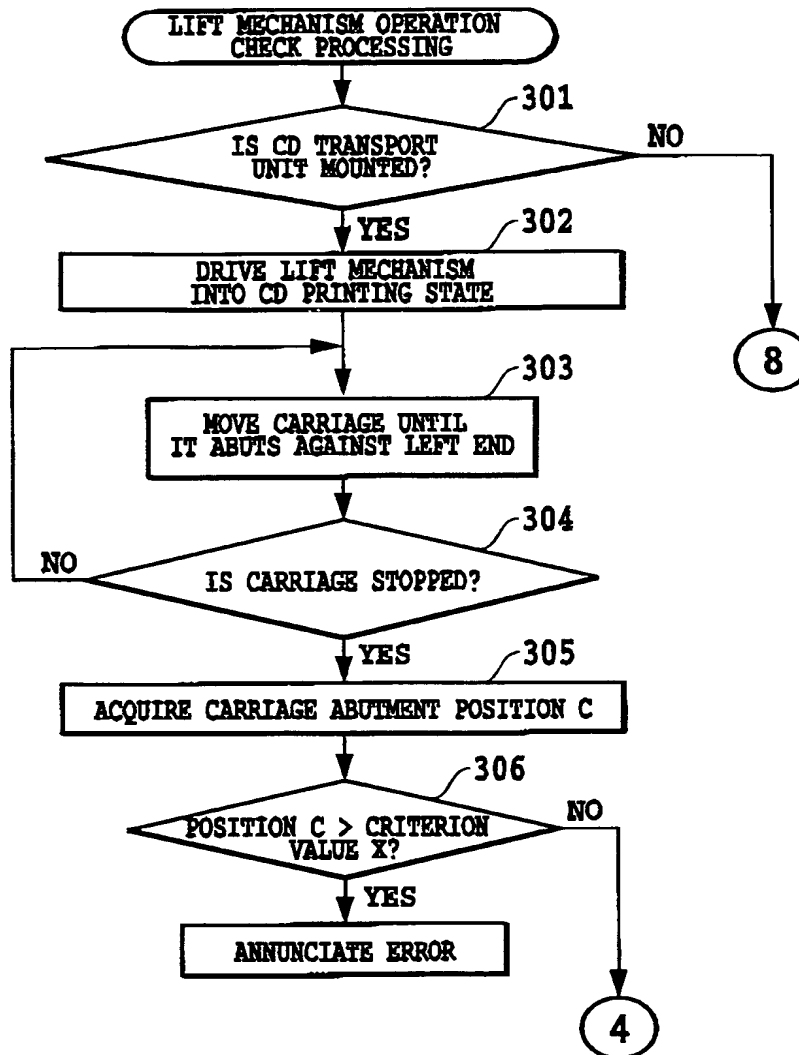 LIFT MECHANISM OPERATION
CHECK PROCESSING
301
IS CD TRANSPORT
UNIT MOUNTED?
NO
YES
302
DRIVE LIFT MECHANISM
INTO CD PRINTING STATE
8
303
MOVE CARRIAGE UNTIL
IT ABUTS AGAINST LEFT END
304
NO
IS CARRIAGE STOPPED?
YES
305
ACQUIRE CARRIAGE ABUTMENT POSITION C
306
POSITION C > CRITERION
VALUE X?
NO
YES
ANNUNCIATE ERROR
4